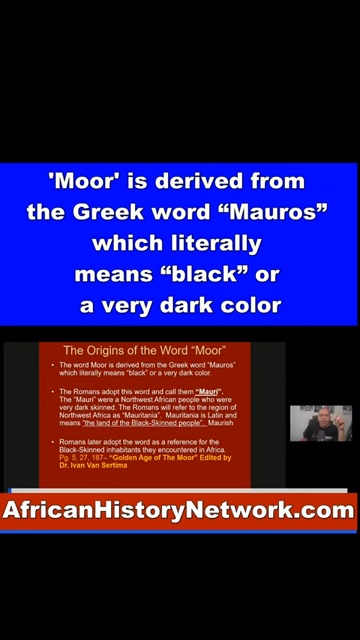 'Moor' is derived from
the Greek word “Mauros”
which literally
means “black” or
a very dark color
The Origins of the Word “Moor”
• The word Moor is derived from the Greek word “Mauros”
which literally means “black” or a very dark color.
• The Romans adopt this word and call them “Mauri”.
The “Mauri” were a Northwest African people who were
very dark skinned. The Romans will refer to the region of
Northwest Africa as “Mauritania”. Mauritania is Latin and
means “the land of the Black-Skinned people”. Maurish
• Romans later adopt the word as a reference for the
Black-Skinned inhabitants they encountered in Africa.
Pg. 5, 27, 187– “Golden Age of The Moor” Edited by
Dr. Ivan Van Sertima
AfricanHistoryNetwork.com